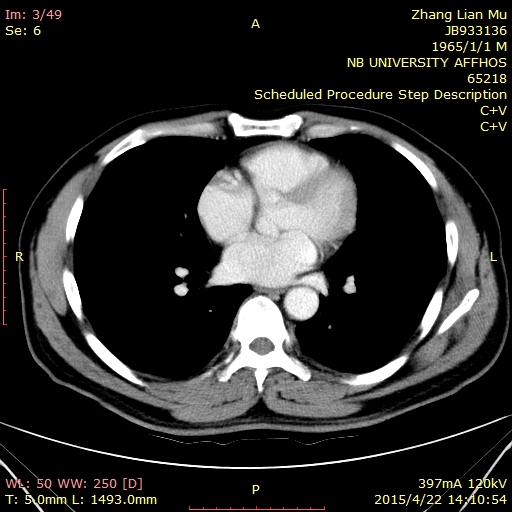 Im: 3/49
Se: 6
A
Zhang Lian Mu
JB933136
1965/1/1 M
NB UNIVERSITY AFFHOS
65218
Scheduled Procedure Step Description
C+V
C+V
R
L
WL: 50 WW: 250 [D]
T: 5.0mm L: 1493.0mm
P
397mA 120kV
2015/4/22 14:10:54